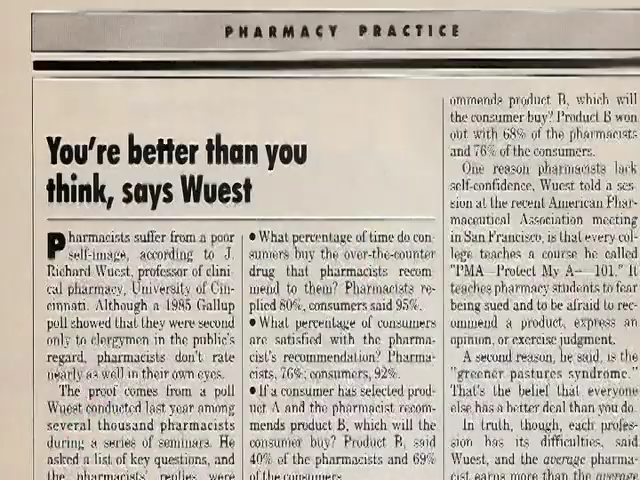 PHARMACY PRACTICE
You're better than you
think, says Wuest
Pharmacists suffer from a poor
self-image, according to J.
Richard Wuest, professor of clini-
cal pharmacy, University of Cin-
cinnati. Although a 1985 Gallup
poll showed that they were second
only to clergymen in the public's
regard, pharmacists don't rate
nearly as well in their own eyes.
The proof comes from a poll
Wuest conducted last year among
several thousand pharmacists
during a series of seminars. He
asked a list of key questions, and
the pharmacists' replies were
• What percentage of time do con-
sumers buy the over-the-counter
drug that pharmacists recom-
mend to them? Pharmacists re-
plied 80%, consumers said 95%.
• What percentage of consumers
are satisfied with the pharma-
cist's recommendation? Pharma-
cists, 76%; consumers, 92%.
• If a consumer has selected prod-
uct A and the pharmacist recom-
mends product B, which will the
consumer buy? Product B, said
40% of the pharmacists and 69%
of the consumers
ommends product B, which will
the consumer buy? Product B won
out with 68% of the pharmacists
and 76% of the consumers.
One reason pharmacists lack
self-confidence, Wuest told a ses-
sion at the recent American Phar-
maceutical Association meeting
in San Francisco, is that every col-
lege teaches a course he called
"PMA—Protect My A— 101." It
teaches pharmacy students to fear
being sued and to be afraid to rec-
ommend a product, express an
opinion, or exercise judgment.
A second reason, he said, is the
"greener pastures syndrome."
That's the belief that everyone
else has a better deal than you do.
In truth, though, each profes-
sion has its difficulties, said
Wuest, and the average pharma-
cist earns more than the average